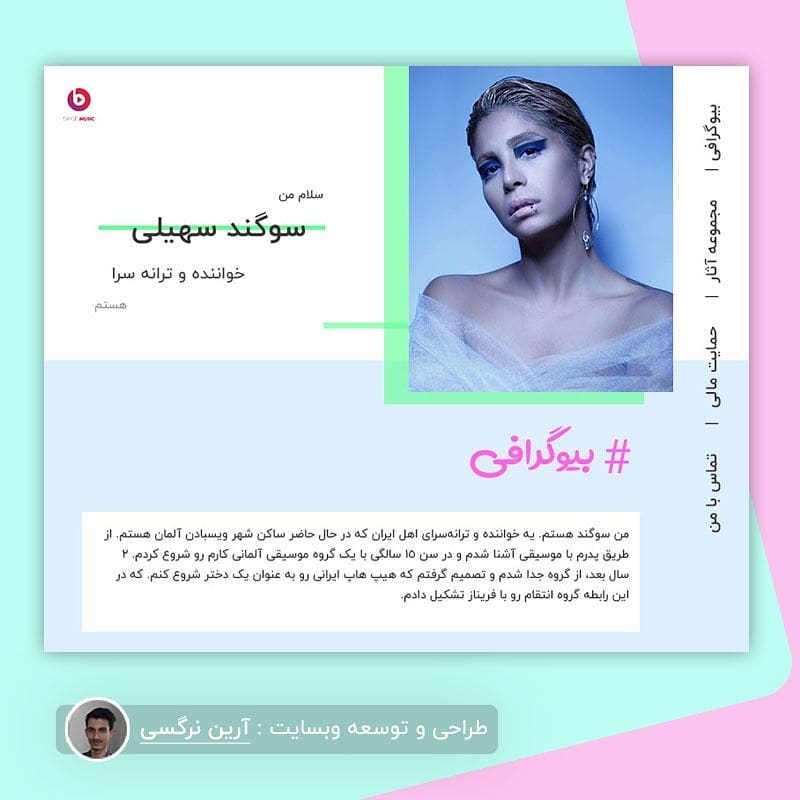 beat MUSIC
سلام من
سوگند سهیلی
خواننده و ترانه سرا
هستم
بیوگرافی |
مجموعه آثار |
حمایت مالی |
تماس با من
# بیوگرافی
من سوگند هستم. یه خواننده و ترانه‌سرای اهل ایران که در حال حاضر ساکن شهر ویسبادن آلمان هستم. از
طریق پدرم با موسیقی آشنا شدم و در سن ۱۵ سالگی با یک گروه موسیقی آلمانی کارم رو شروع کردم. ۲
سال بعد، از گروه جدا شدم و تصمیم گرفتم که هیپ هاپ ایرانی رو به عنوان یک دختر شروع کنم. که در
این رابطه گروه انتقام رو با فریناز تشکیل دادم.
طراحی و توسعه وبسایت : آرین نرگسی